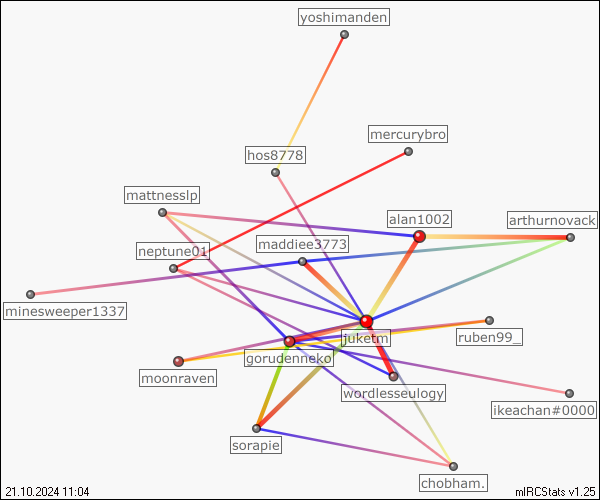 yoshimanden
mercurybro
hos8778
mattnesslp
alan1002
arthurnovack
neptune01
maddiee3773
minesweeper1337
juketm
ruben99_
gorudenneko
moonraven
wordlesseulogy
ikeachan#0000
sorapie
chobham.
21.10.2024 11:04
mIRCStats v1.25